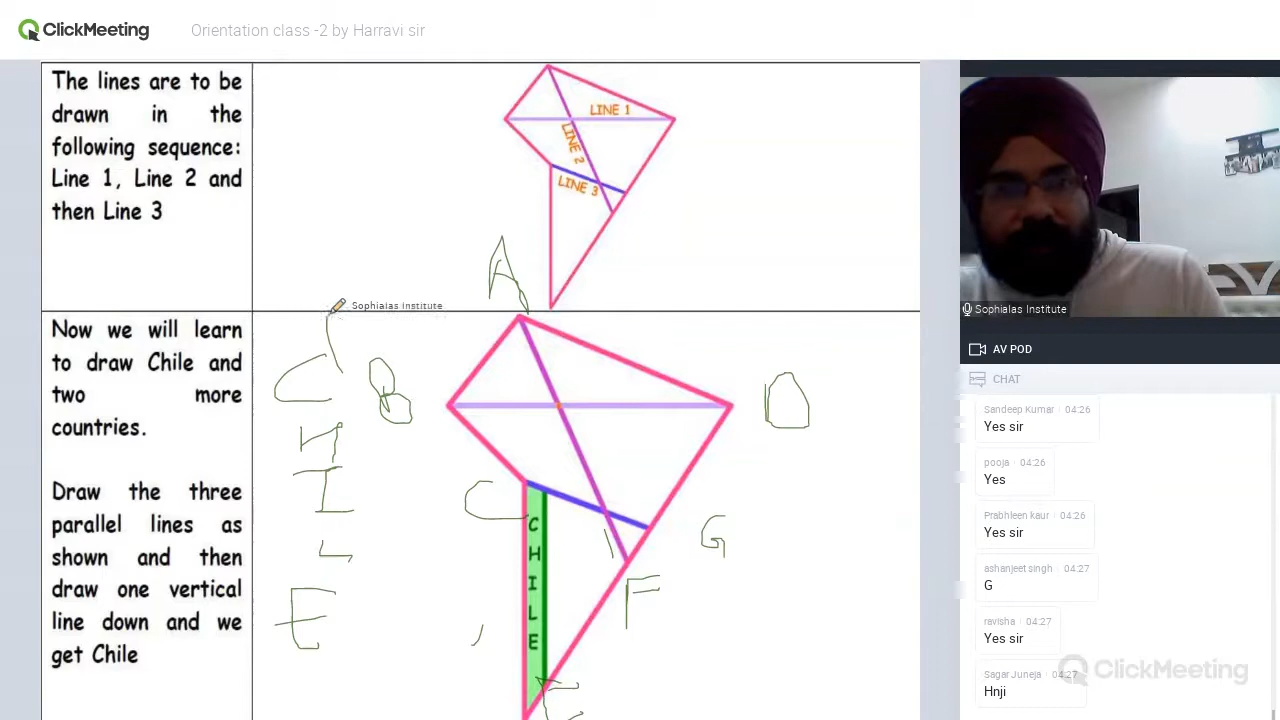 ClickMeeting
Orientation class -2 by Harravi sir
The lines are to be
drawn in the
following sequence:
Line 1, Line 2 and
then Line 3
LINE 1
LINE 2
LINE 3
A
Sophialas Institute
Now we will learn
to draw Chile and
two more
countries.
Draw the three
parallel lines as
shown and then
draw one vertical
line down and we
get Chile
C
H
I
L
E
B
D
C
G
F
E
C
H
I
L
E
Sophialas Institute
AV POD
CHAT
Sandeep Kumar 04:26
Yes sir
pooja 04:26
Yes
Prabhleen kaur 04:26
Yes sir
ashanjeet singh 04:27
G
ravisha 04:27
Yes sir
Sagar Juneja 04:27
Hnji
ClickMeeting